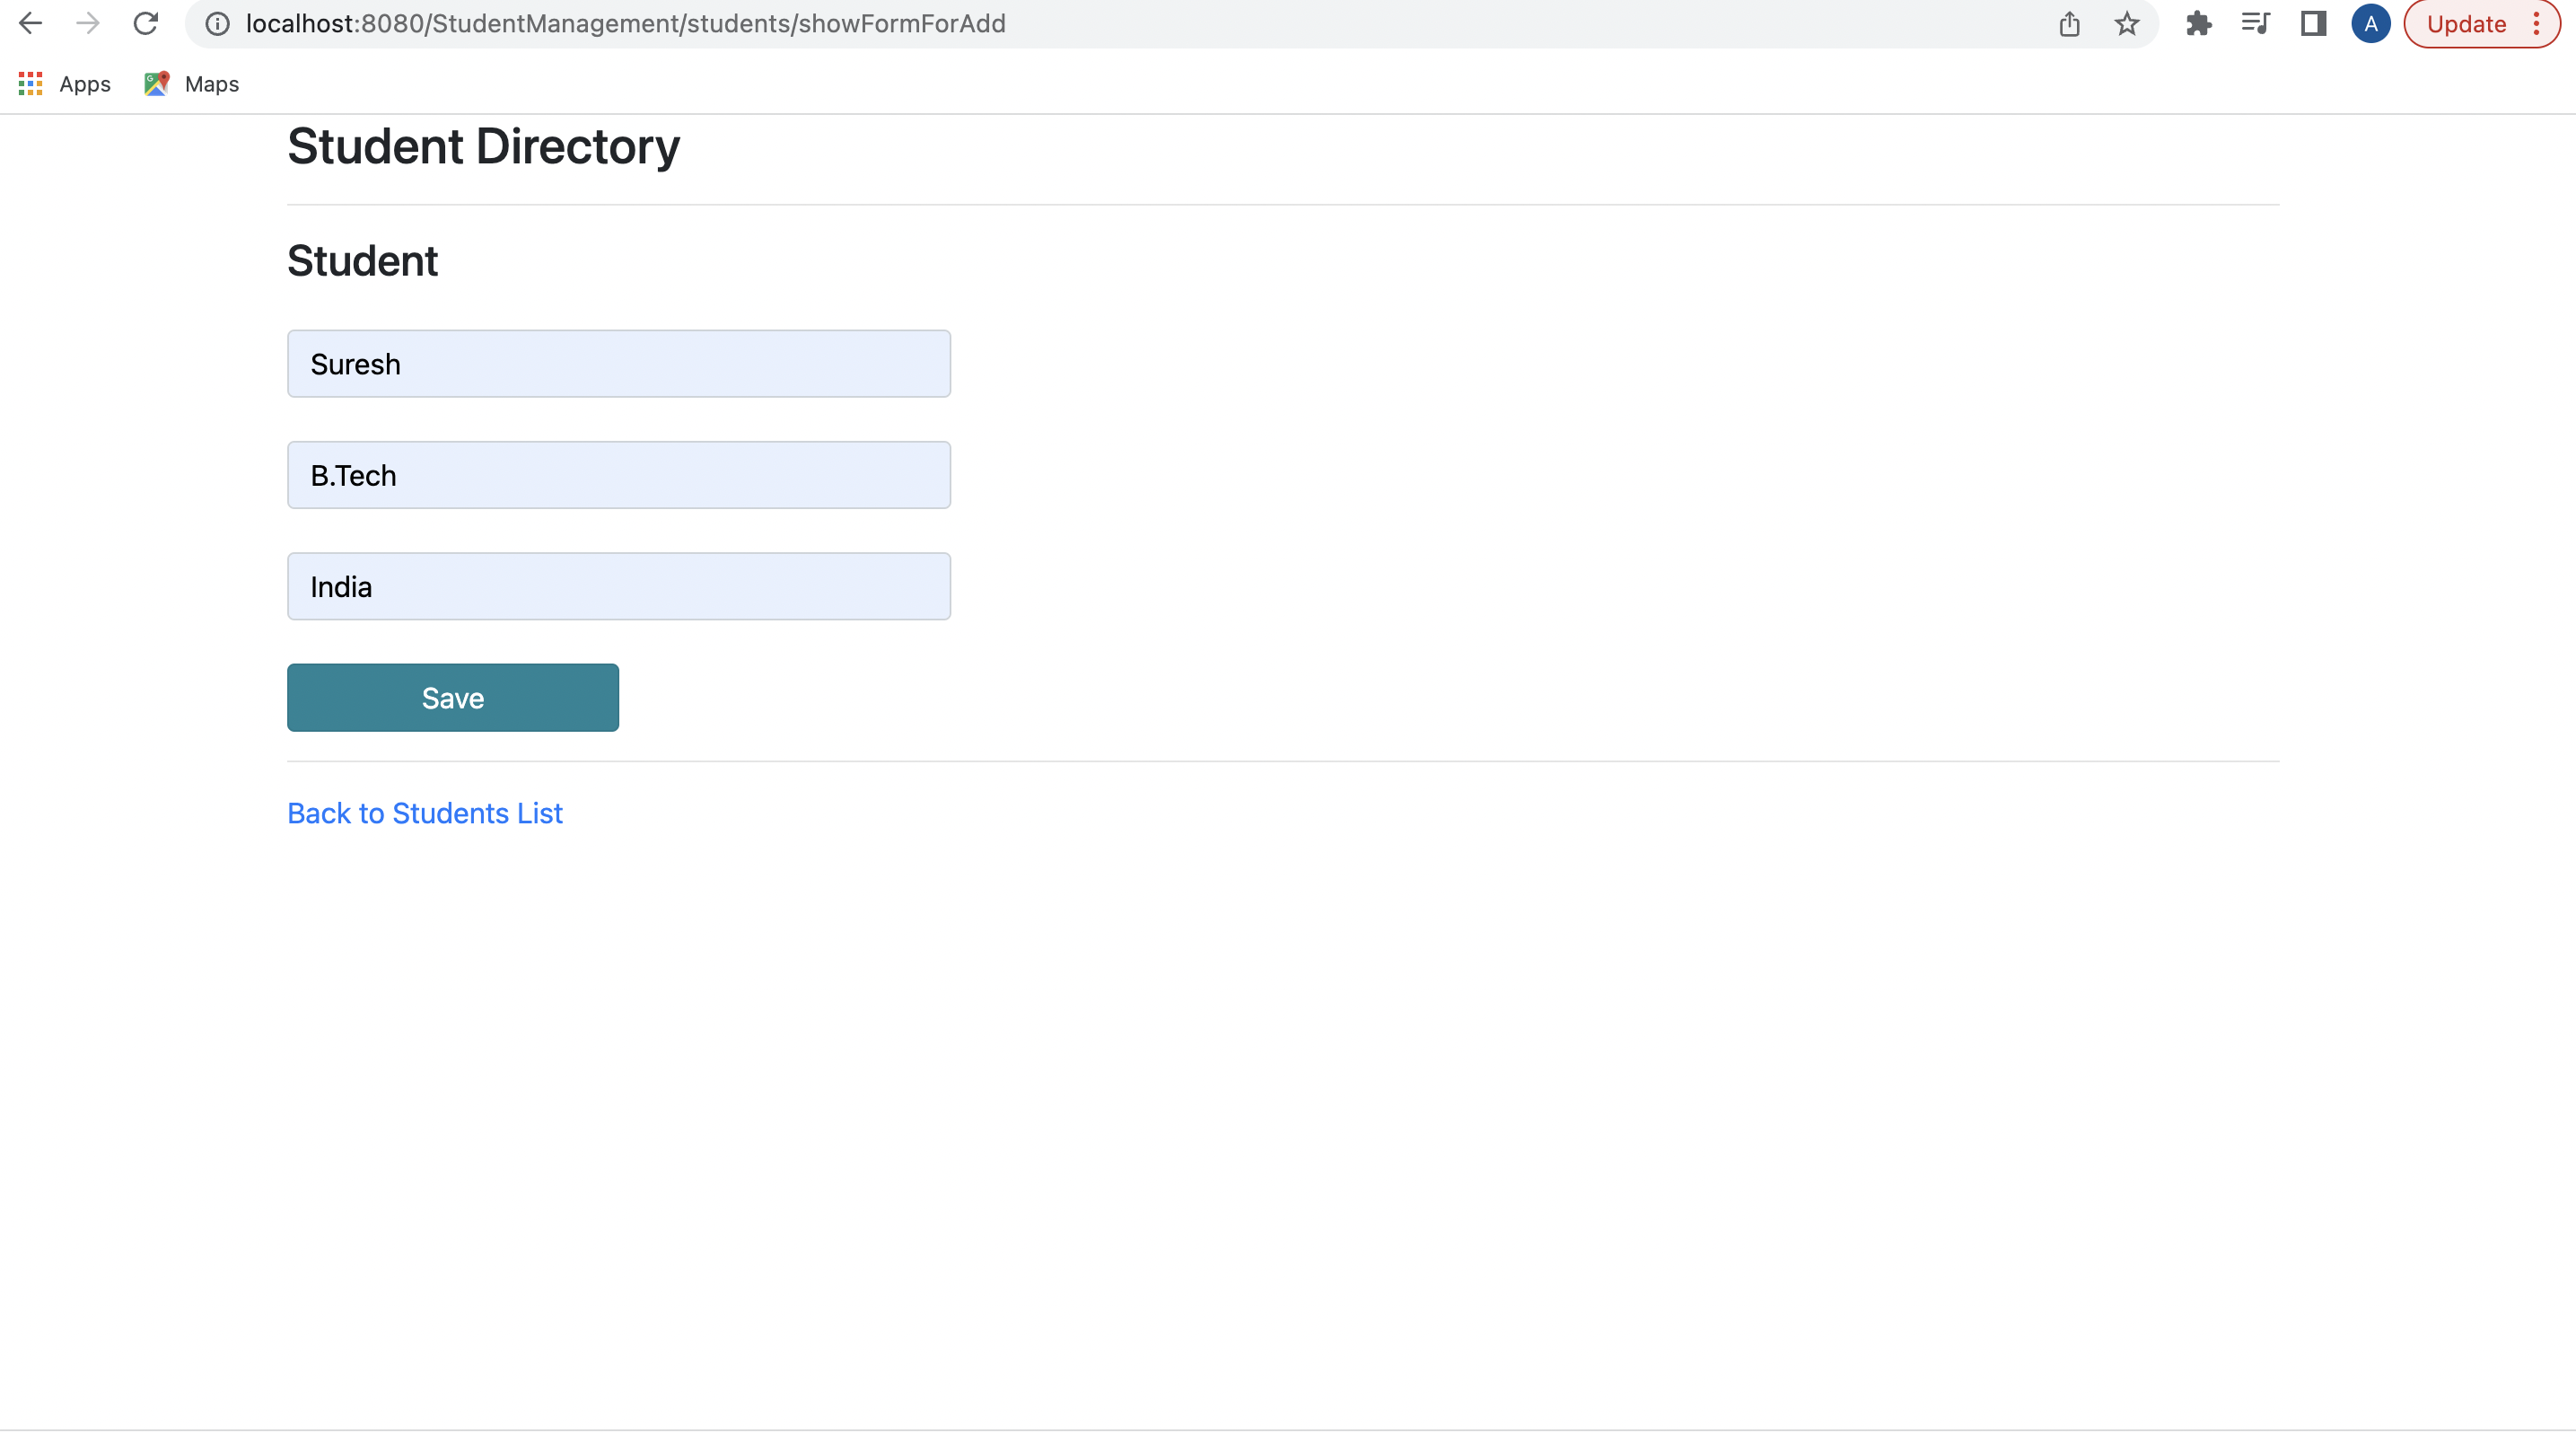 localhost:8080/StudentManagement/students/showFormForAdd
A
Update
Apps
Maps
Student Directory
Student
Suresh
B.Tech
India
Save
Back to Students List